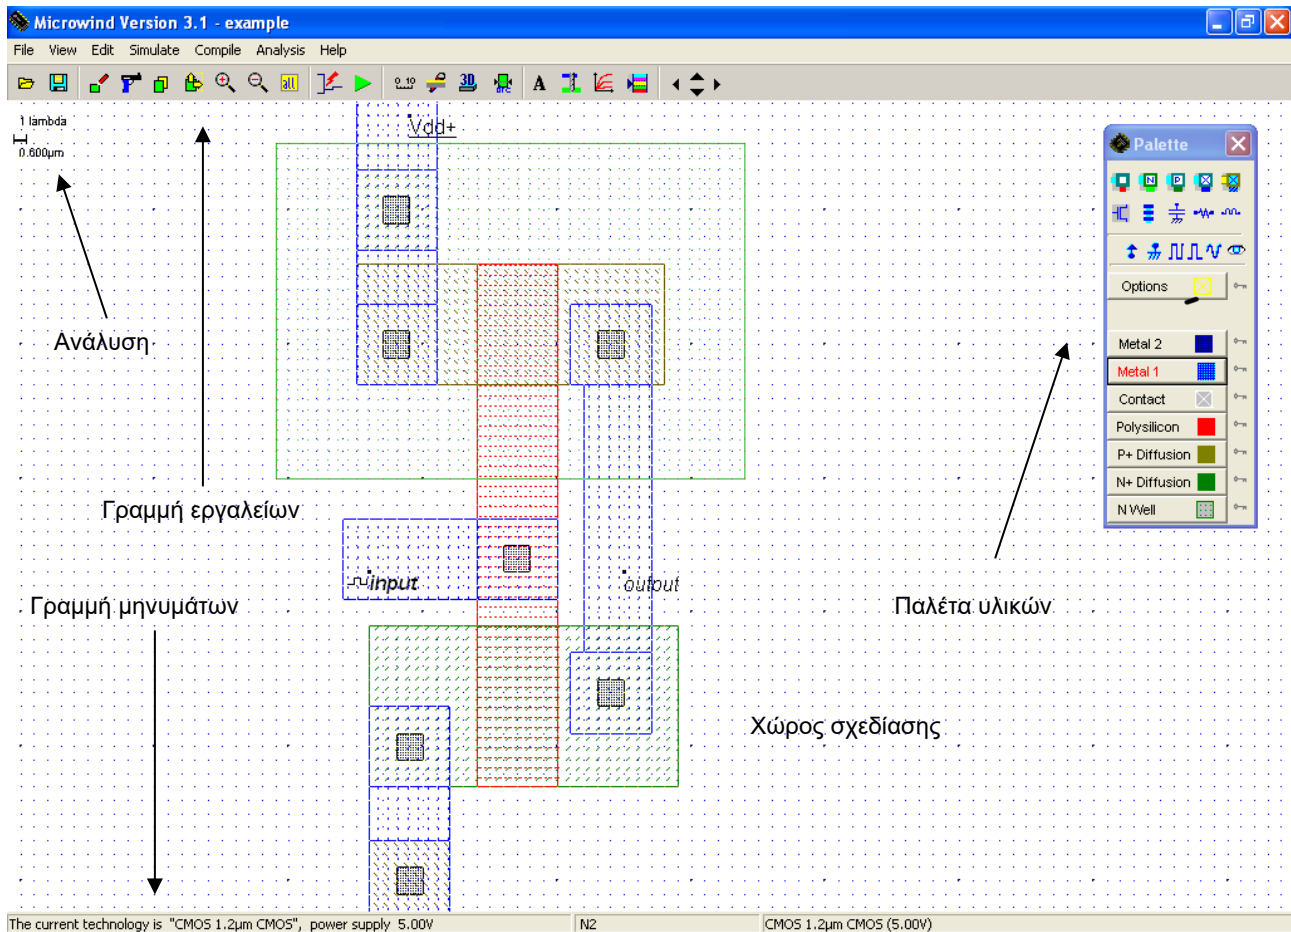 Microwind Version 3.1 - example
File View Edit Simulate Compile Analysis Help
1 lambda
0.600µm
Vdd+
Palette
Options
Ανάλυση
Metal 2
Metal 1
Contact
Polysilicon
P+ Diffusion
N+ Diffusion
N Well
Γραμμή εργαλείων
input
output
Γραμμή μηνυμάτων
Παλέτα υλικών
Χώρος σχεδίασης
The current technology is "CMOS 1.2µm CMOS", power supply 5.00V N2 CMOS 1.2µm CMOS (5.00V)